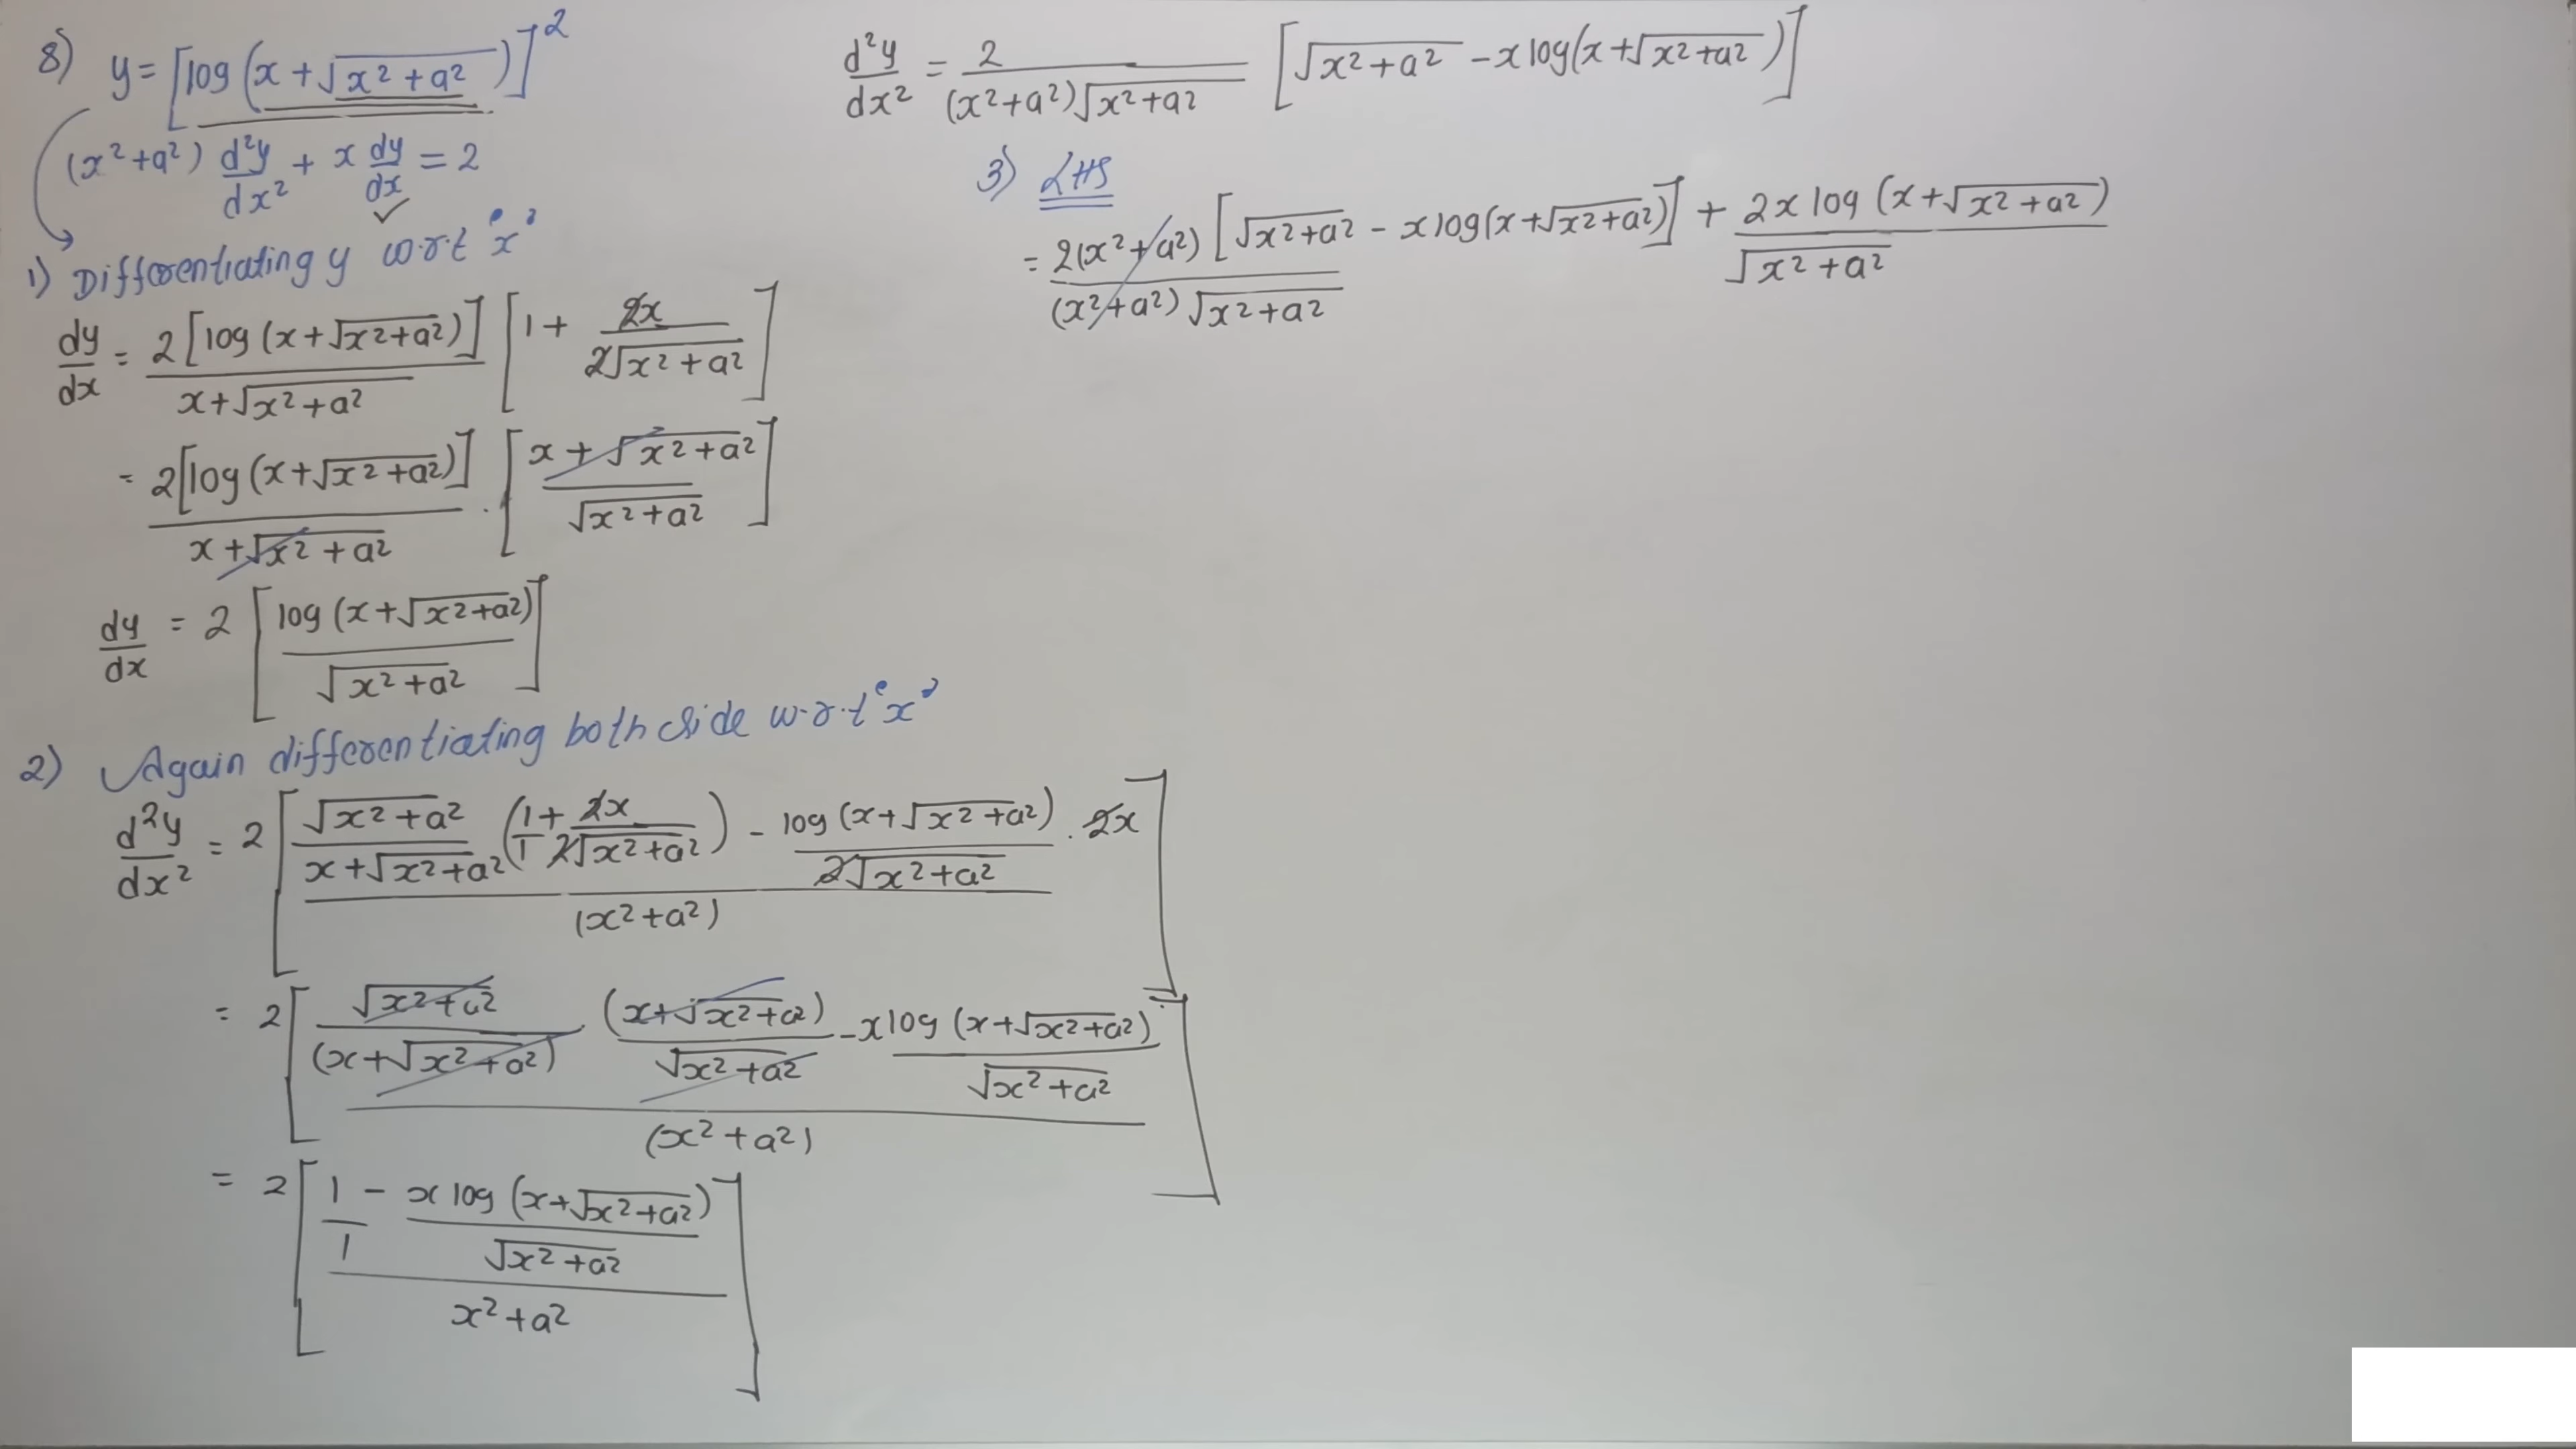 8) y = [log (x + √(x² + a²))]²
(x² + a²) d²y/dx² + x dy/dx = 2 ✓
1) Differentiating y w.r.t 'x'
dy/dx = 2[log (x + √(x² + a²))]/(x + √(x² + a²)) [1 + 2x/(2√(x² + a²))]
= 2[log (x + √(x² + a²))]/(x + √(x² + a²)) . [(x + √(x² + a²))/√(x² + a²)]
dy/dx = 2 [log (x + √(x² + a²))/√(x² + a²)]
2) Again differentiating both side w.r.t 'x'
d²y/dx² = 2 [(√(x² + a²)/(x + √(x² + a²)) (1/1 + 2x/(2√(x² + a²))) - log (x + √(x² + a²))/(2√(x² + a²)) . 2x)/(x² + a²)]
= 2 [(√(x² + a²)/(x + √(x² + a²)) (x + √(x² + a²))/√(x² + a²) - x log (x + √(x² + a²))/√(x² + a²))/(x² + a²)]
= 2 [(1/1 - x log (x + √(x² + a²))/√(x² + a²))/(x² + a²)]
d²y/dx² = 2/((x² + a²)√(x² + a²)) [√(x² + a²) - x log(x + √(x² + a²))]
3) LHS
= 2(x² + a²)[√(x² + a²) - x log(x + √(x² + a²))]/((x² + a²)√(x² + a²)) + 2x log (x + √(x² + a²))/√(x² + a²)